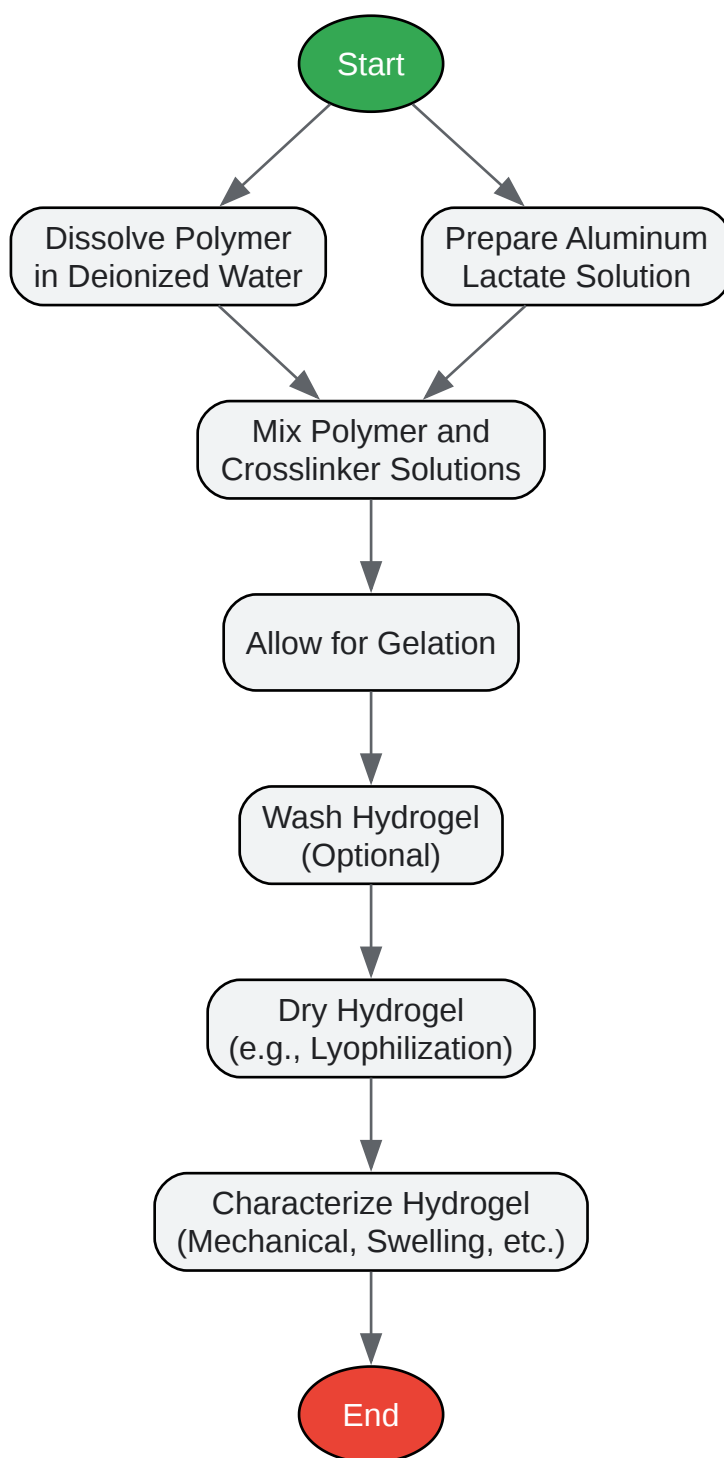 Start
Dissolve Polymer
in Deionized Water
Prepare Aluminum
Lactate Solution
Mix Polymer and
Crosslinker Solutions
Allow for Gelation
Wash Hydrogel
(Optional)
Dry Hydrogel
(e.g., Lyophilization)
Characterize Hydrogel
(Mechanical, Swelling, etc.)
End